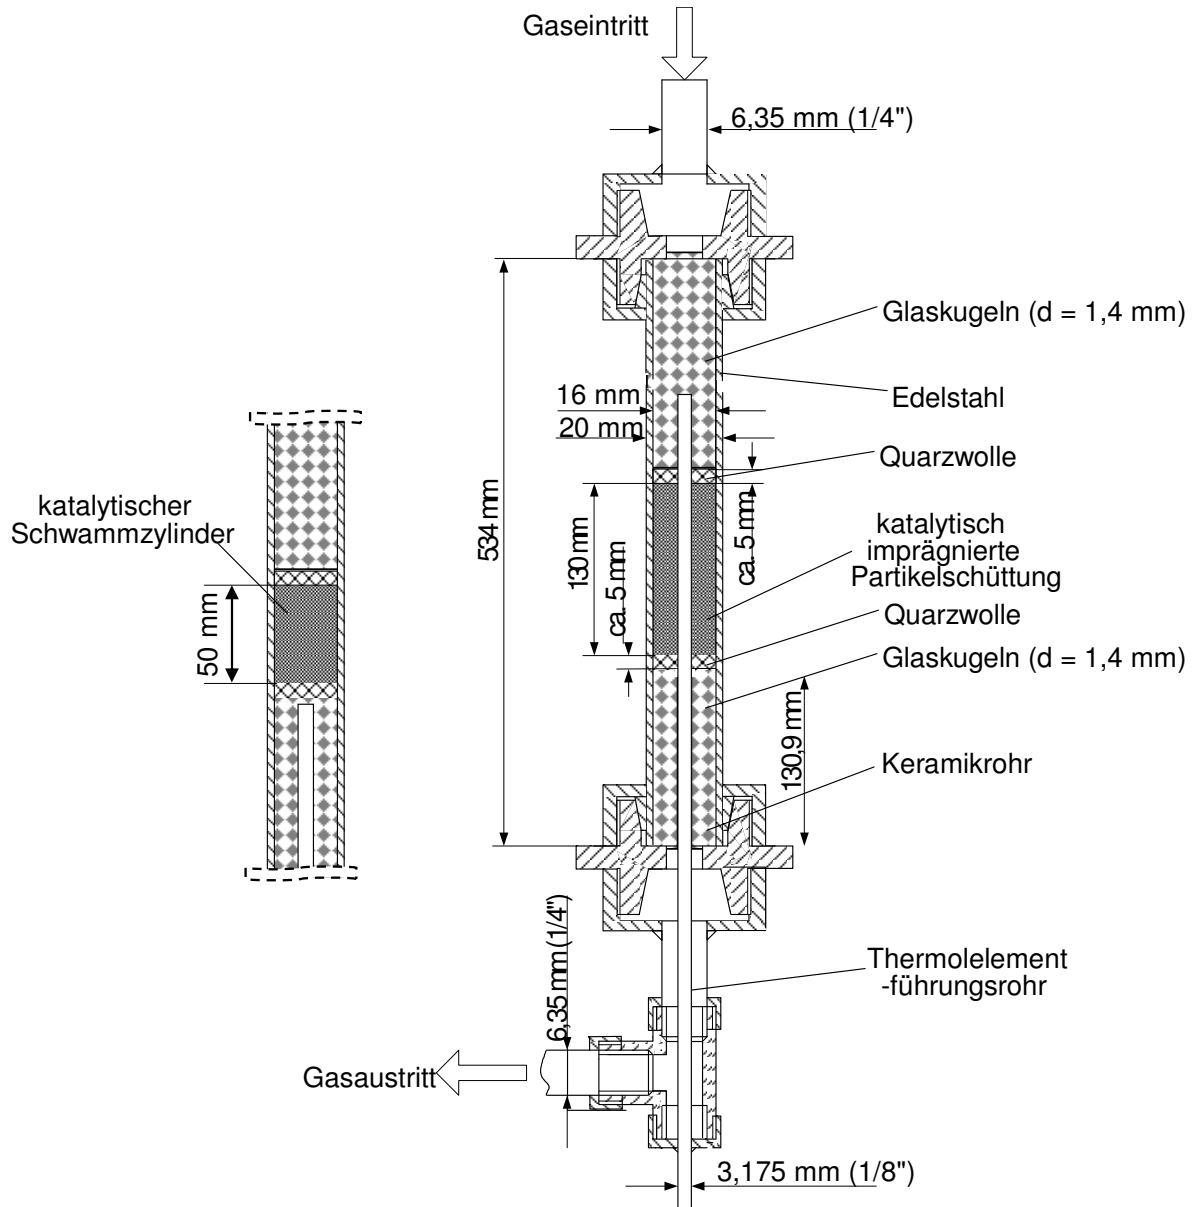 Gaseintritt
6,35 mm (1/4")
Glaskugeln (d = 1,4 mm)
16 mm
Edelstahl
20 mm
Quarzwolle
katalytischer
Schwammzylinder
534 mm
130 mm
ca. 5 mm
ca. 5 mm
katalytisch
imprägnierte
Partikelschüttung
50 mm
Quarzwolle
Glaskugeln (d = 1,4 mm)
130,9 mm
Keramikrohr
6,35 mm (1/4")
Thermolelement
-führungsrohr
Gasaustritt
3,175 mm (1/8")